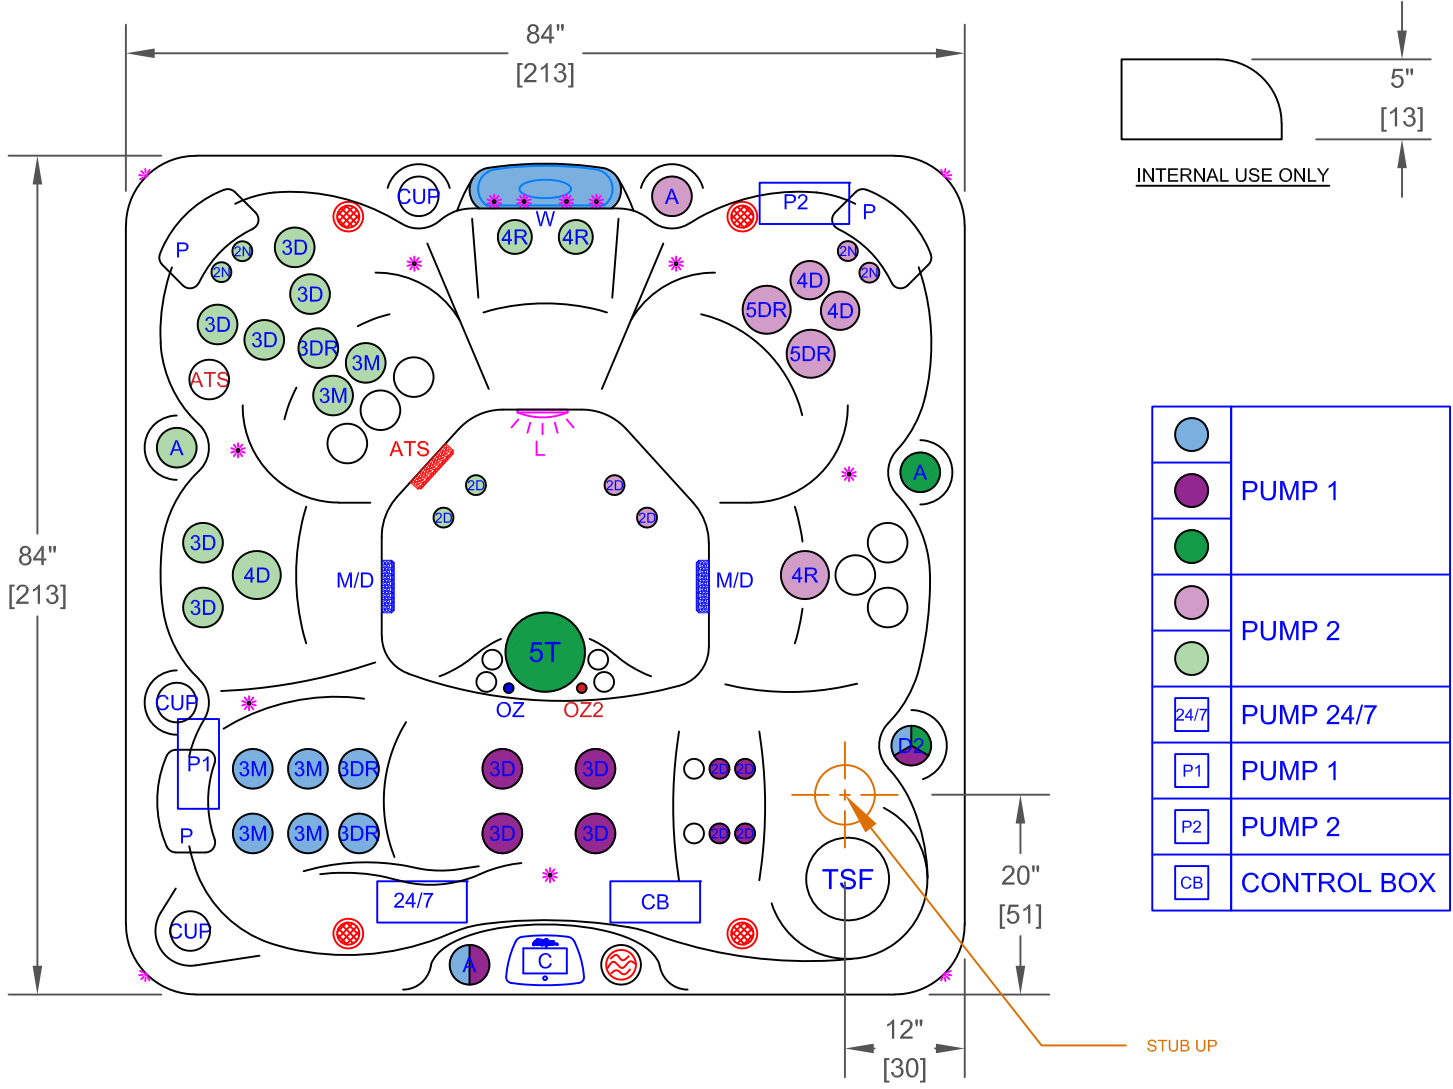 84"
[213]
5"
[13]
INTERNAL USE ONLY
CUP
A
P2
P
W
P
4R
4R
2N
3D
2N
2N
2N
3D
4D
5DR
4D
3D
3D
3DR
3M
5DR
ATS
3M
A
ATS
L
A
2D
2D
2D
2D
84"
[213]
3D
4D
M/D
M/D
4R
3D
5T
CUP
OZ
OZ2
D2
P1
3M
3M
3DR
3D
3D
2D
2D
P
3M
3M
3DR
3D
3D
2D
2D
TSF
20"
[51]
24/7
CB
CUP
A
C
12"
[30]
STUB UP
PUMP 1
PUMP 2
24/7 PUMP 24/7
P1 PUMP 1
P2 PUMP 2
CB CONTROL BOX